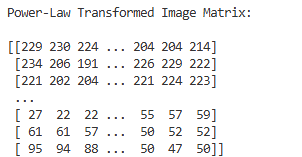 Power-Law Transformed Image Matrix:
[[229 230 224 ... 204 204 214]
[234 206 191 ... 226 229 222]
[221 202 204 ... 221 224 223]
...
[ 27 22 22 ... 55 57 59]
[ 61 61 57 ... 50 52 52]
[ 95 94 88 ... 50 47 50]]